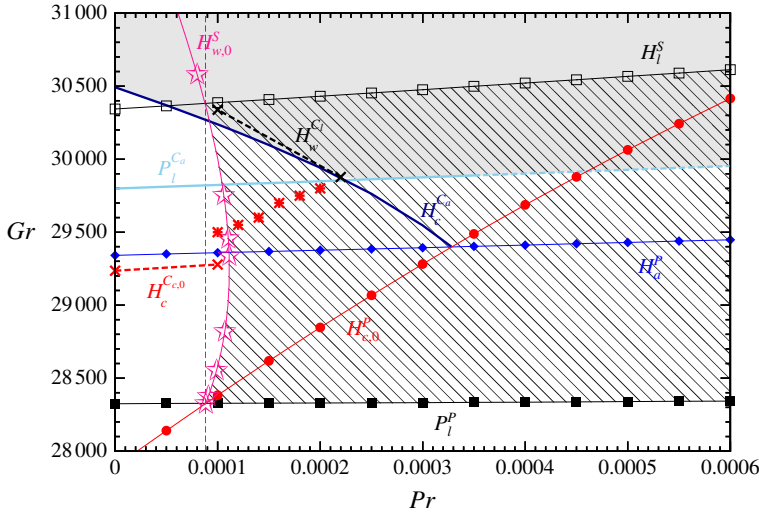 31 000
30 500
30 000
29 500
29 000
28 500
28 000
Gr
H_{w,0}^{S}
H_l^{S}
H_w^{C_l}
P_l^{C_a}
H_c^{C_a}
H_a^{P}
H_c^{C_{c,0}}
H_{c,0}^{P}
P_l^{P}
0 0.0001 0.0002 0.0003 0.0004 0.0005 0.0006
Pr